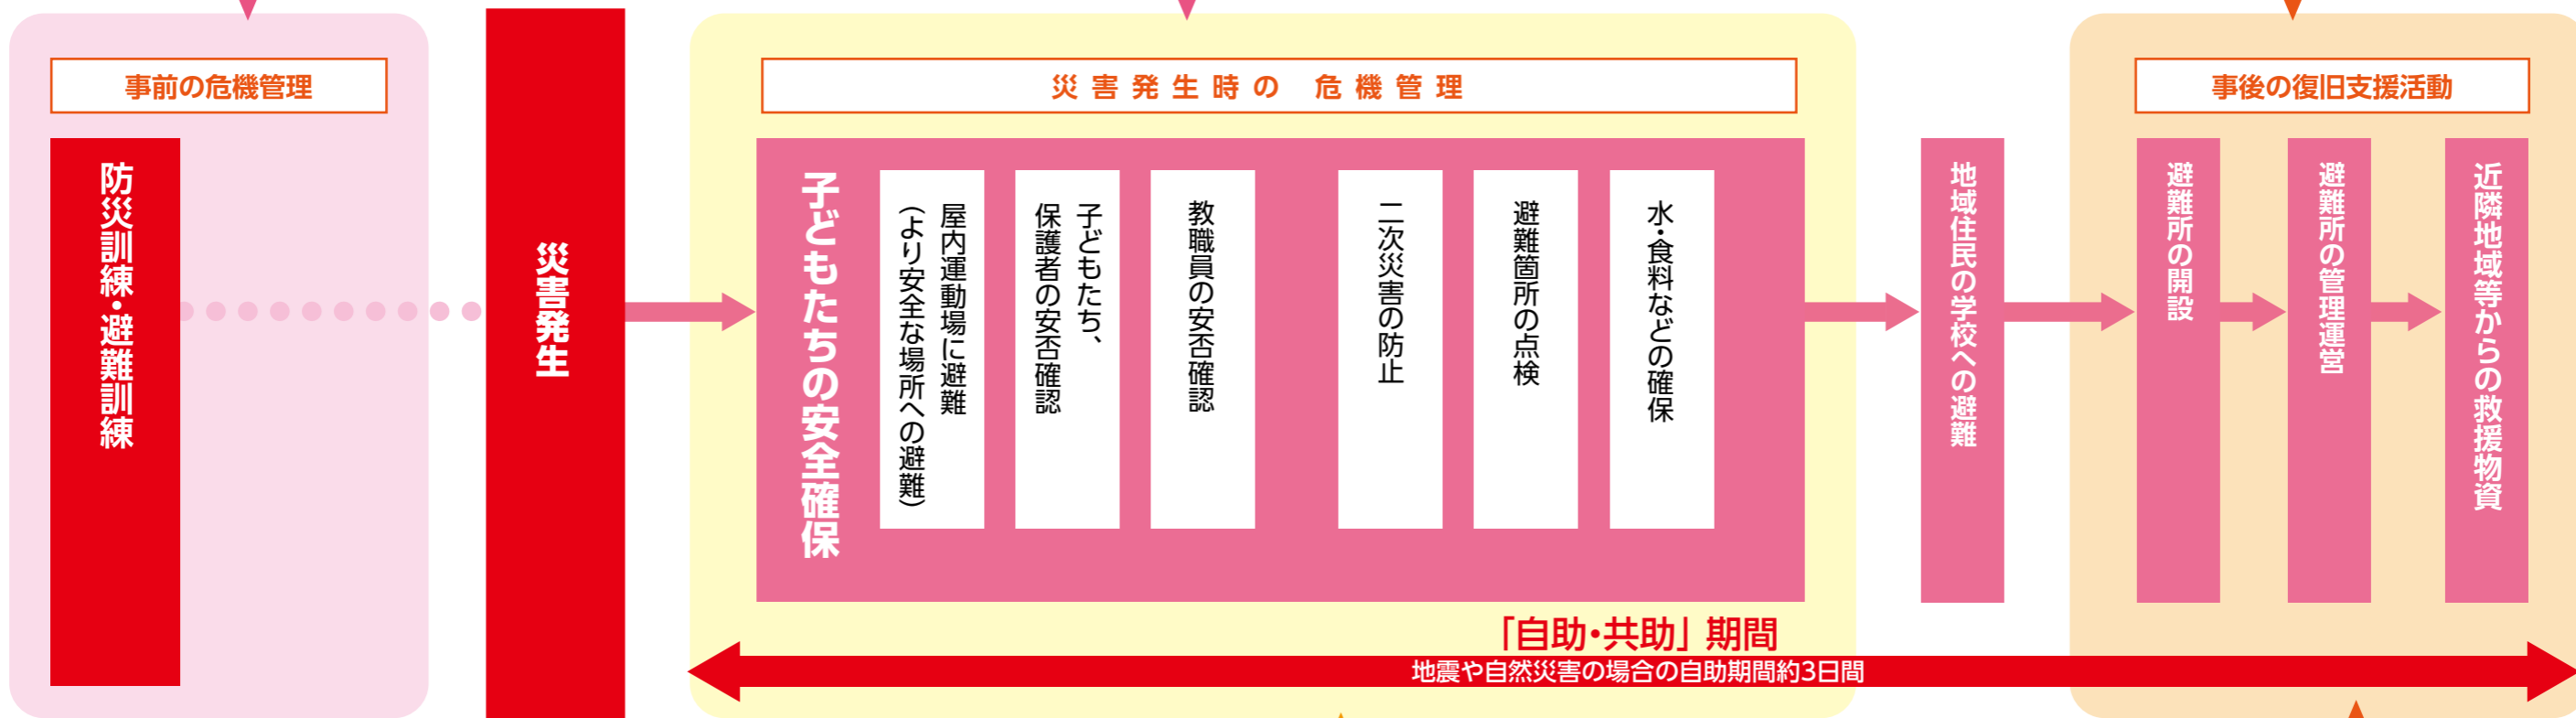 事前の危機管理
防災訓練・避難訓練
災害発生
災害発生時の 危機管理
子どもたちの安全確保
屋内運動場に避難
（より安全な場所への避難）
子どもたち、
保護者の安否確認
教職員の安否確認
二次災害の防止
避難箇所の点検
水・食料などの確保
地域住民の学校への避難
事後の復旧支援活動
避難所の開設
避難所の管理運営
近隣地域等からの救援物資
「自助・共助」期間
地震や自然災害の場合の自助期間約3日間